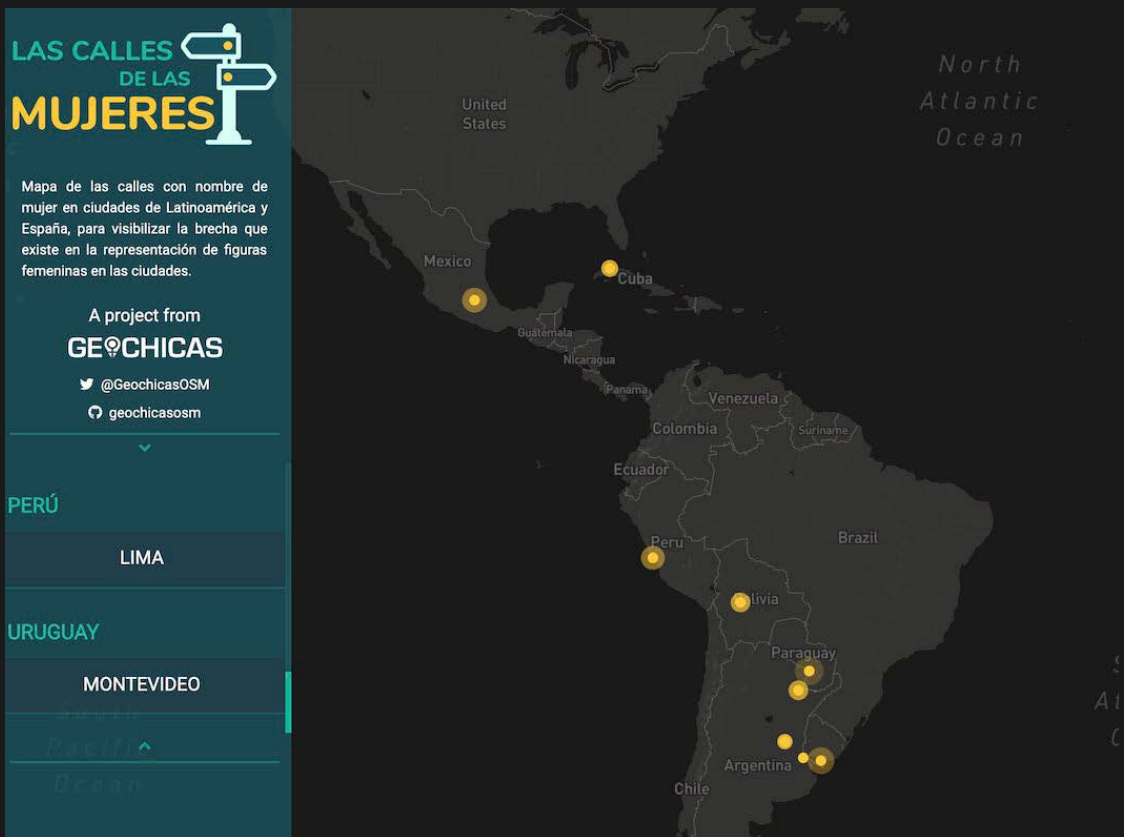 LAS CALLES
DE LAS
MUJERES
Mapa de las calles con nombre de
mujer en ciudades de Latinoamérica y
España, para visibilizar la brecha que
existe en la representación de figuras
femeninas en las ciudades.
A project from
GEOCHICAS
@GeochicasOSM
geochicasosm
PERÚ
LIMA
URUGUAY
MONTEVIDEO
South
Pacific
Ocean
North
Atlantic
Ocean
United
States
Mexico
Cuba
Guatemala
Nicaragua
Panama
Venezuela
Colombia
Suriname
Ecuador
Peru
Brazil
Paraguay
Argentina
Chile